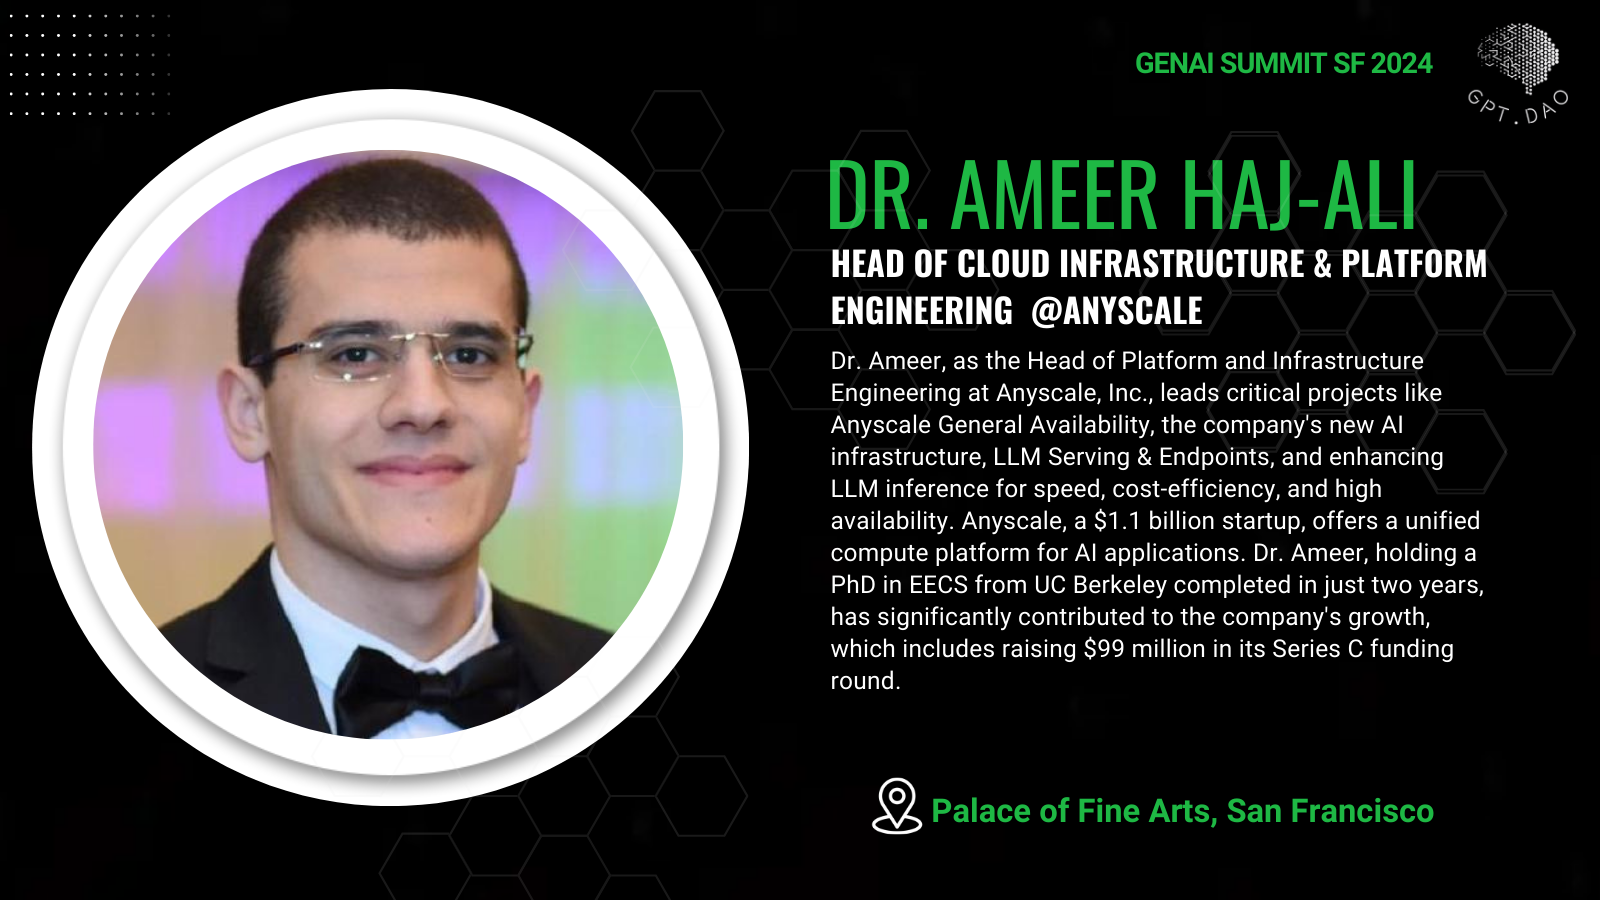 GENAI SUMMIT SF 2024
GPT.DAO
DR. AMEER HAJ-ALI
HEAD OF CLOUD INFRASTRUCTURE & PLATFORM
ENGINEERING @ANYSCALE
Dr. Ameer, as the Head of Platform and Infrastructure
Engineering at Anyscale, Inc., leads critical projects like
Anyscale General Availability, the company's new AI
infrastructure, LLM Serving & Endpoints, and enhancing
LLM inference for speed, cost-efficiency, and high
availability. Anyscale, a $1.1 billion startup, offers a unified
compute platform for AI applications. Dr. Ameer, holding a
PhD in EECS from UC Berkeley completed in just two years,
has significantly contributed to the company's growth,
which includes raising $99 million in its Series C funding
round.
Palace of Fine Arts, San Francisco